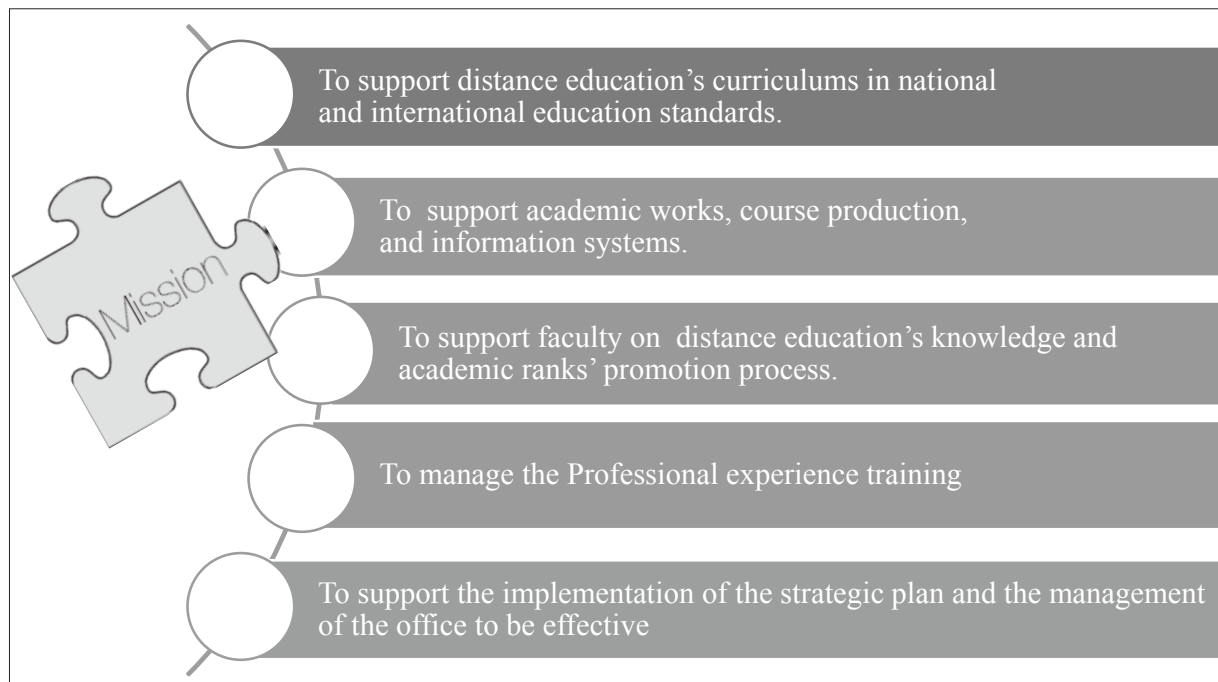 To support distance education’s curriculums in national
and international education standards.
To  support academic works, course production,
and information systems.
Mission
To support faculty on  distance education’s knowledge and
academic ranks’ promotion process.
To manage the Professional experience training
To support the implementation of the strategic plan and the management
of the office to be effective